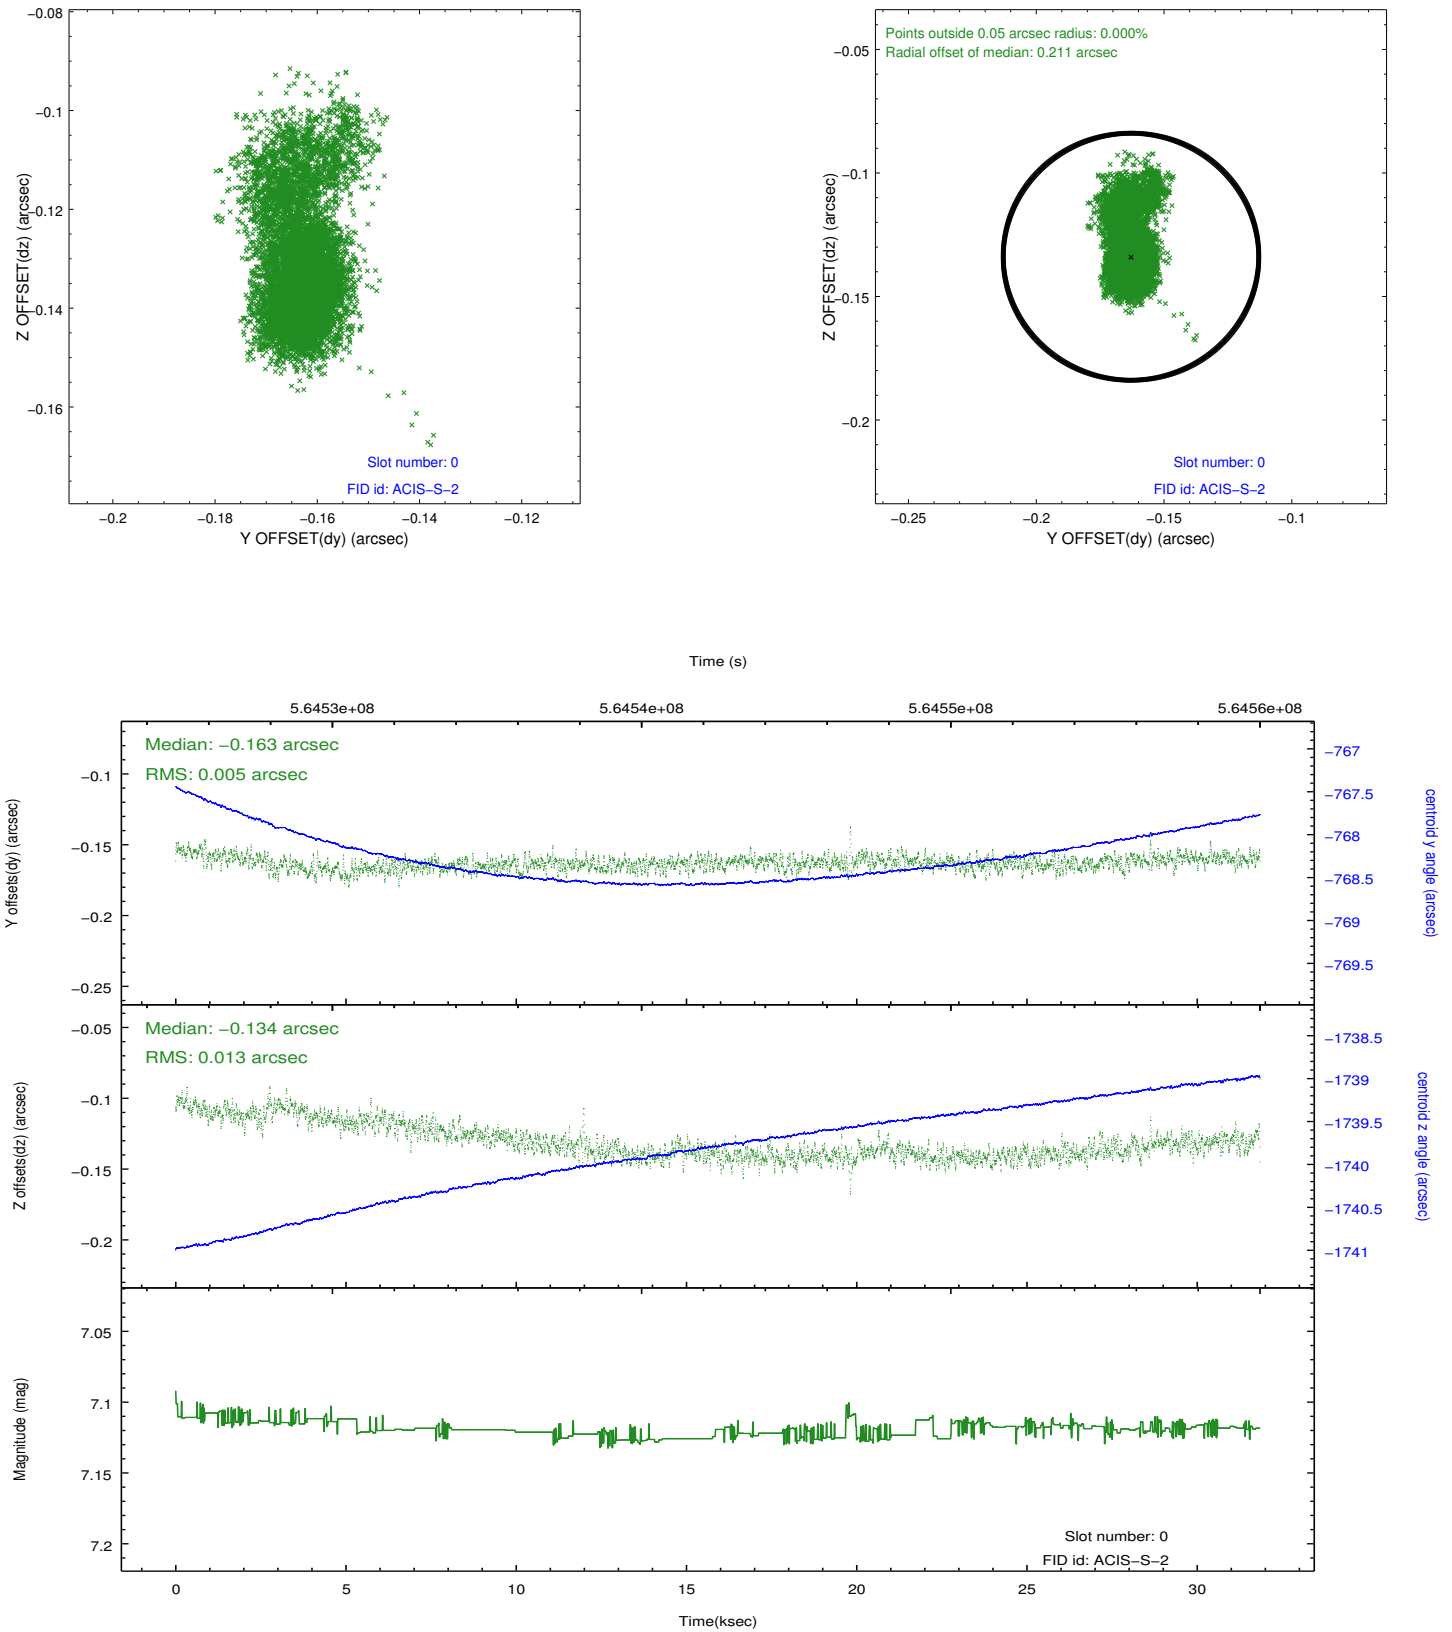 −0.08
−0.1
−0.12
−0.14
−0.16
Z OFFSET(dz) (arcsec)
Slot number: 0
FID id: ACIS−S−2
−0.2
−0.18
−0.16
−0.14
−0.12
Y OFFSET(dy) (arcsec)
Points outside 0.05 arcsec radius: 0.000%
Radial offset of median: 0.211 arcsec
−0.05
−0.1
−0.15
−0.2
Z OFFSET(dz) (arcsec)
Slot number: 0
FID id: ACIS−S−2
−0.25
−0.2
−0.15
−0.1
Y OFFSET(dy) (arcsec)
Time (s)
5.6453e+08
5.6454e+08
5.6455e+08
5.6456e+08
Median: −0.163 arcsec
RMS: 0.005 arcsec
−0.1
−0.15
−0.2
−0.25
Y offsets(dy) (arcsec)
−767
−767.5
−768
−768.5
−769
−769.5
centroid y angle (arcsec)
Median: −0.134 arcsec
RMS: 0.013 arcsec
−0.05
−0.1
−0.15
−0.2
Z offsets(dz) (arcsec)
−1738.5
−1739
−1739.5
−1740
−1740.5
−1741
centroid z angle (arcsec)
7.05
7.1
7.15
7.2
Magnitude (mag)
Slot number: 0
FID id: ACIS−S−2
0
5
10
15
20
25
30
Time(ksec)